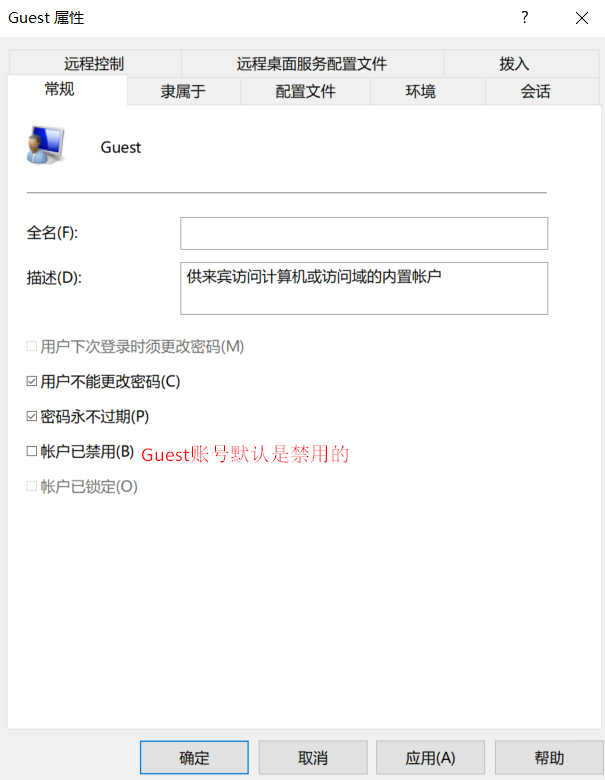 Guest 属性
远程控制 远程桌面服务配置文件 拨入
常规 隶属于 配置文件 环境 会话
Guest
全名(F):
描述(D): 供来宾访问计算机或访问域的内置帐户
用户下次登录时须更改密码(M)
用户不能更改密码(C)
密码永不过期(P)
帐户已禁用(B) Guest账号默认是禁用的
帐户已锁定(O)
确定 取消 应用(A) 帮助